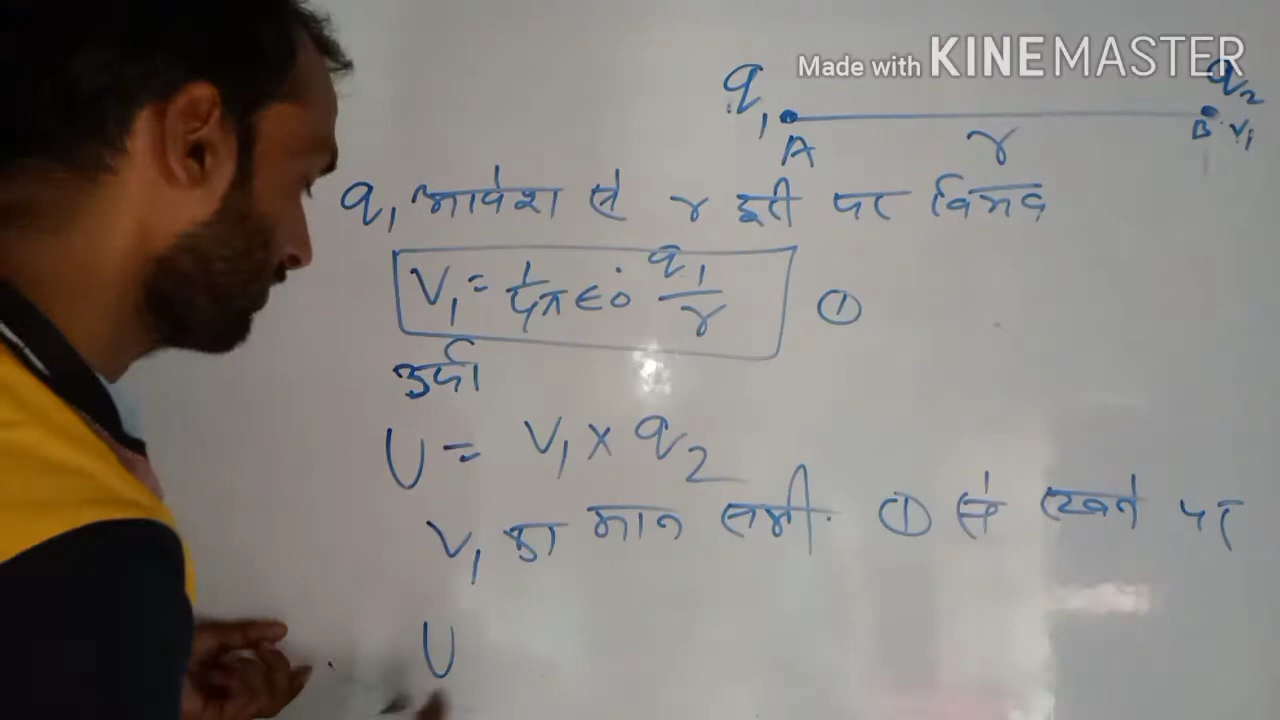 Made with KINEMASTER
q₁ q₂
A r B V₁
q₁ आवेश से r दूरी पर विभव
V₁ = 1/4πε₀ q₁/r ①
उर्जा
U = V₁ × q₂
V₁ का मान समी. ① से रखने पर
U